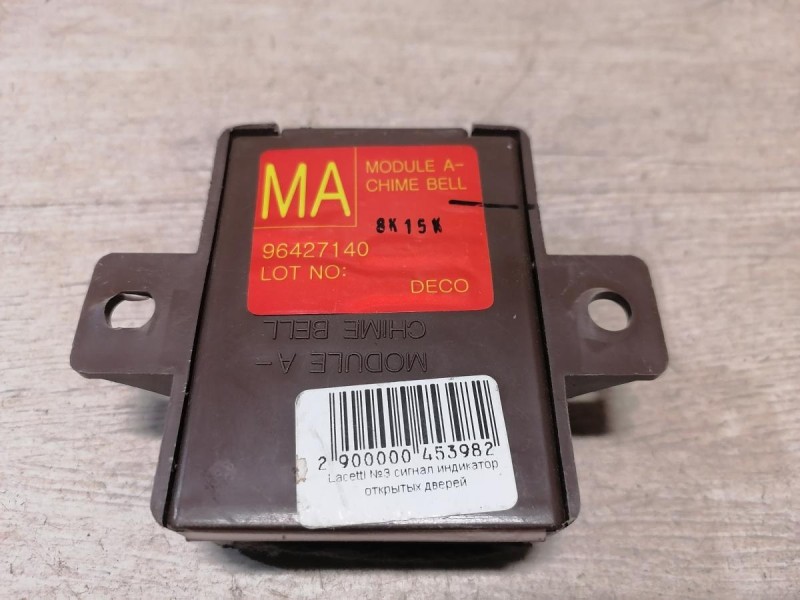 MA
MODULE A-
CHIME BELL
8K15K
96427140
LOT NO:
DECO
MODULE A-
CHIME BELL
2 900000 453982
Lacetti №3 сигнал индикатор
открытых дверей